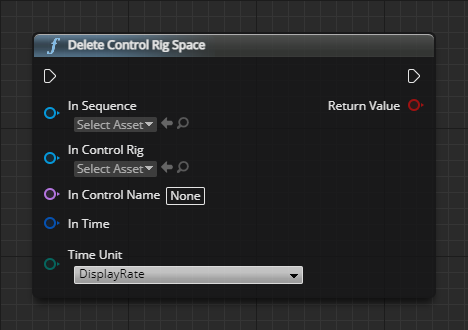 Delete Control Rig Space
In Sequence
Return Value
Select Asset
In Control Rig
Select Asset
In Control Name None
In Time
Time Unit
DisplayRate